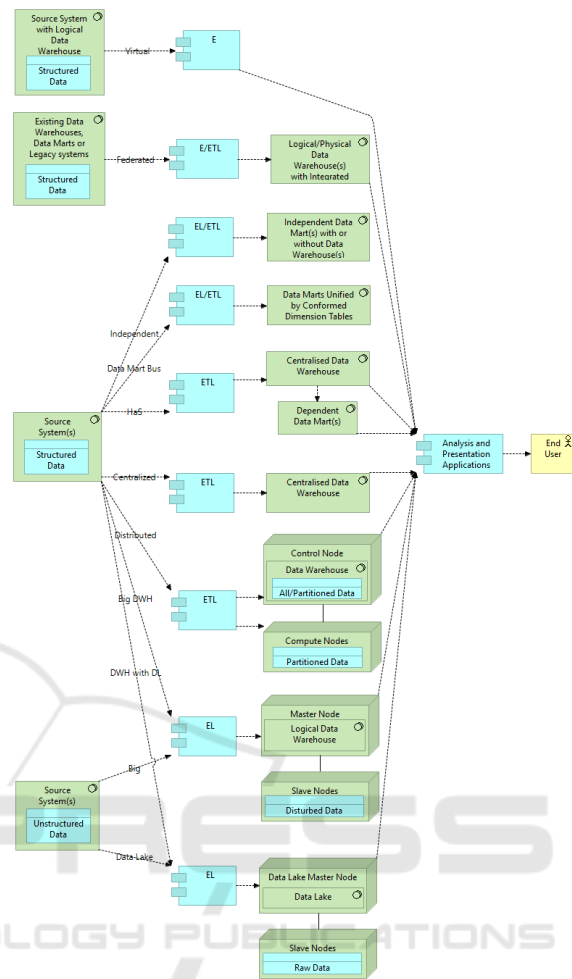 Source System
with Logical
Data
Warehouse
Structured
Data
Virtual
E
Existing Data
Warehouses,
Data Marts or
Legacy systems
Structured
Data
Federated
E/ETL
Logical/Physical
Data
Warehouse(s)
with Integrated
EL/ETL
Independent Data
Mart(s) with or
without Data
Warehouse(s)
EL/ETL
Data Marts Unified
by Conformed
Dimension Tables
Independent
Data Mart Bus
HaS
ETL
Centralised Data
Warehouse
Dependent
Data Mart(s)
Source
System(s)
Structured
Data
Analysis and
Presentation
Applications
End
User
Centralized
ETL
Centralised Data
Warehouse
Distributed
Big DWH
ETL
Control Node
Data Warehouse
All/Partitioned Data
Compute Nodes
Partitioned Data
DWH with DL
EL
Master Node
Logical Data
Warehouse
Big
Slave Nodes
Disturbed Data
Source
System(s)
Unstructured
Data
Data Lake
EL
Data Lake Master Node
Data Lake
Slave Nodes
Raw Data
PRESS
OLOGY PUBLICATIONS